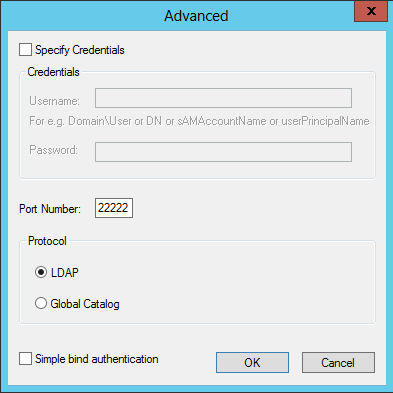 Advanced
Specify Credentials
Credentials
Username:
For e.g. Domain\User or DN or sAMAccountName or userPrincipalName
Password:
Port Number: 22222
Protocol
LDAP
Global Catalog
Simple bind authentication OK Cancel